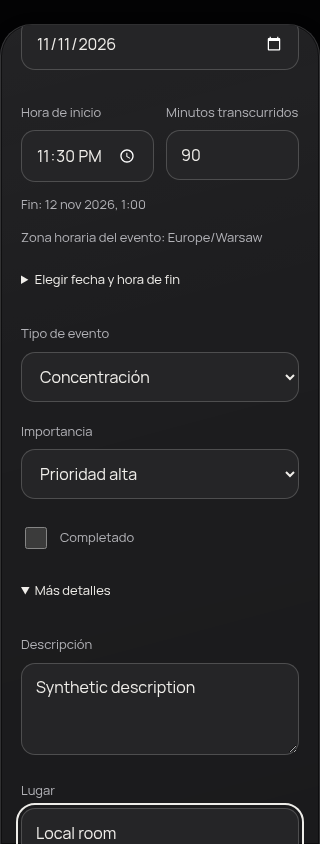 11/11/2026
Hora de inicio
Minutos transcurridos
11:30 PM
90
Fin: 12 nov 2026, 1:00
Zona horaria del evento: Europe/Warsaw
Elegir fecha y hora de fin
Tipo de evento
Concentración
Importancia
Prioridad alta
Completado
Más detalles
Descripción
Synthetic description
Lugar
Local room